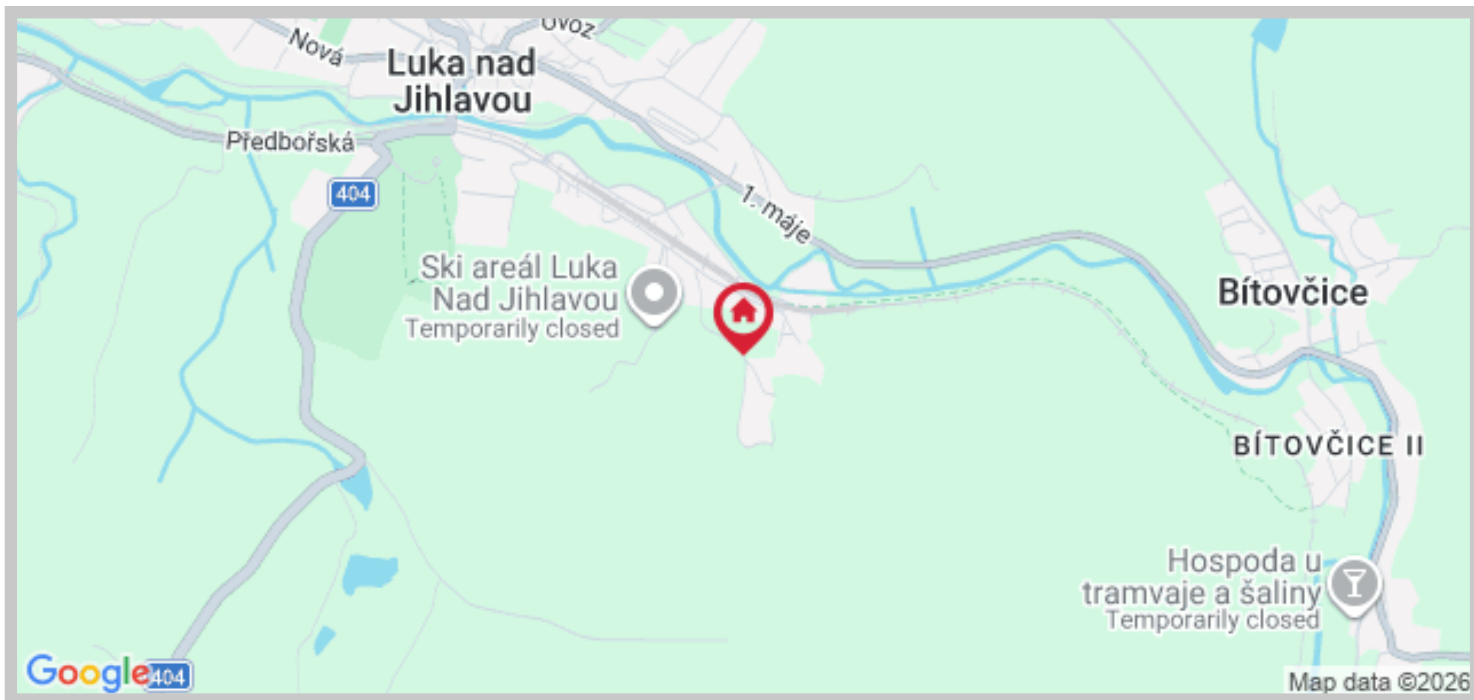 Úvoz
Nová
Luka nad
Jihlavou
Předbořská
404
1. máje
Ski areál Luka
Nad Jihlavou
Temporarily closed
Bítovčice
BÍTOVČICE II
Hospoda u
tramvaje a šaliny
Temporarily closed
Google
404
Map data ©2026